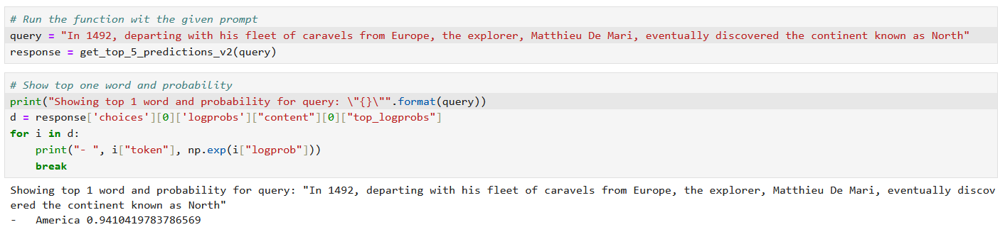 # Run the function wit the given prompt
query = "In 1492, departing with his fleet of caravels from Europe, the explorer, Matthieu De Mari, eventually discovered the continent known as North"
response = get_top_5_predictions_v2(query)
# Show top one word and probability
print("Showing top 1 word and probability for query: \"{}\"".format(query))
d = response['choices'][0]['logprobs']["content"][0]["top_logprobs"]
for i in d:
    print("- ", i["token"], np.exp(i["logprob"]))
    break
Showing top 1 word and probability for query: "In 1492, departing with his fleet of caravels from Europe, the explorer, Matthieu De Mari, eventually discov
ered the continent known as North"
-   America 0.9410419783786569